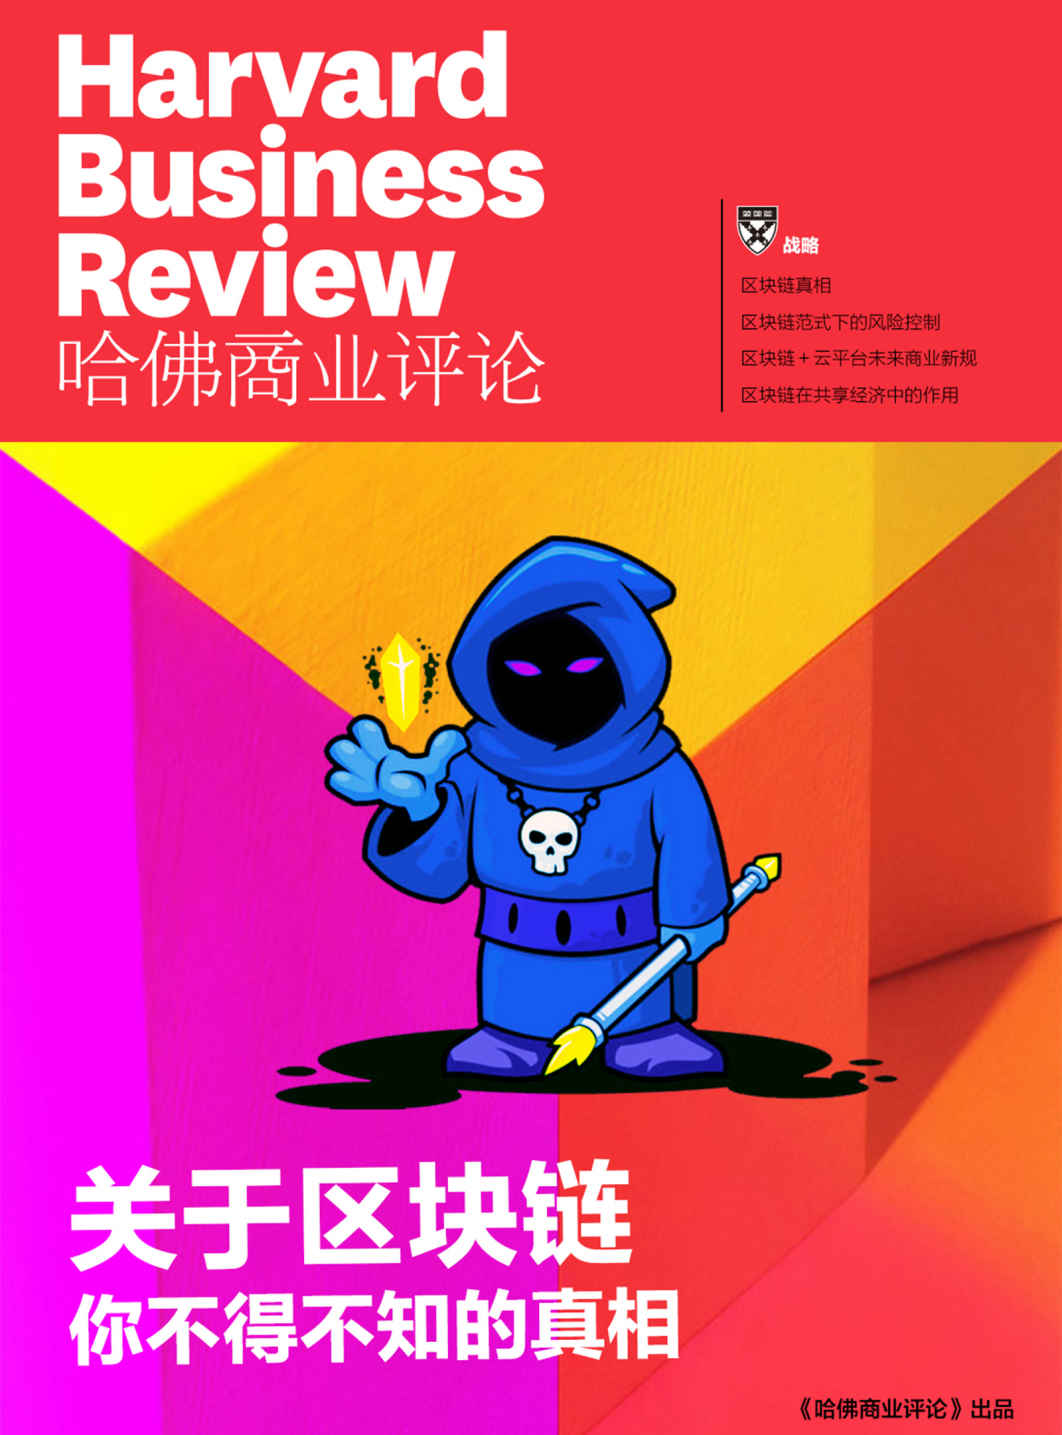 Harvard
Business
Review
哈佛商业评论
战略
区块链真相
区块链范式下的风险控制
区块链+云平台未来商业新规
区块链在共享经济中的作用
关于区块链
你不得不知的真相
《哈佛商业评论》出品